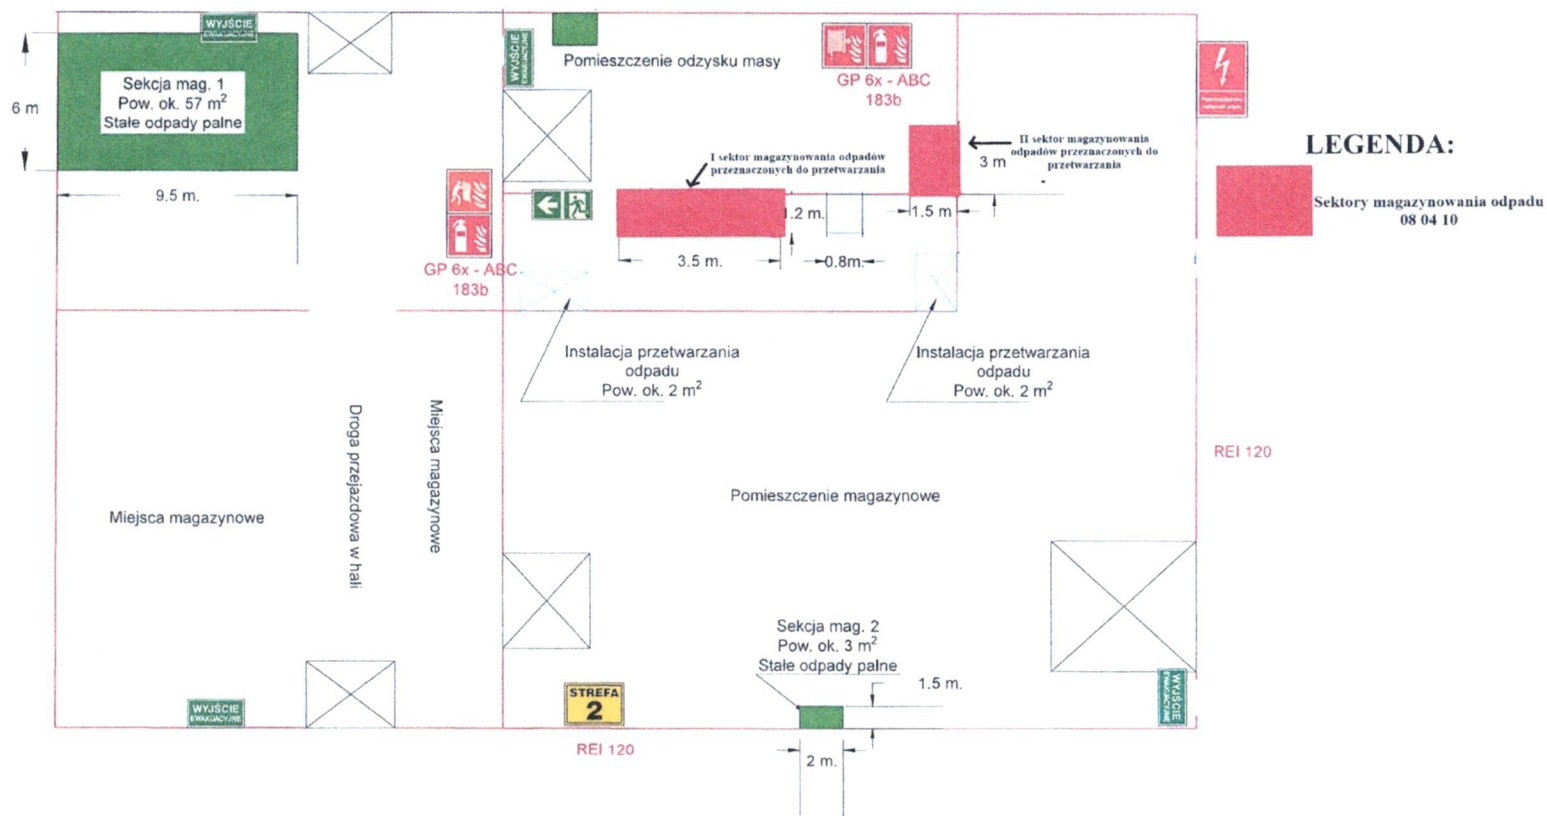 WYJŚCIE
EWAKUACYJNE
Sekcja mag. 1
Pow. ok. 57 m²
Stałe odpady palne
6 m
9.5 m.
WYJŚCIE
EWAKUACYJNE
Pomieszczenie odzysku masy
GP 6x - ABC
183b
I sektor magazynowania odpadów
przeznaczonych do przetwarzania
II sektor magazynowania
odpadów przeznaczonych do
przetwarzania
3 m
LEGENDA:
Sektory magazynowania odpadu
08 04 10
GP 6x - ABC
183b
1.2 m.
1.5 m
3.5 m.
0.8m.
Instalacja przetwarzania
odpadu
Pow. ok. 2 m²
Instalacja przetwarzania
odpadu
Pow. ok. 2 m²
Miejsca magazynowe
Droga przejazdowa w hali
Miejsca magazynowe
Pomieszczenie magazynowe
REI 120
Sekcja mag. 2
Pow. ok. 3 m²
Stałe odpady palne
1.5 m.
2 m.
WYJŚCIE
EWAKUACYJNE
STREFA
2
REI 120
WYJŚCIE
EWAKUACYJNE